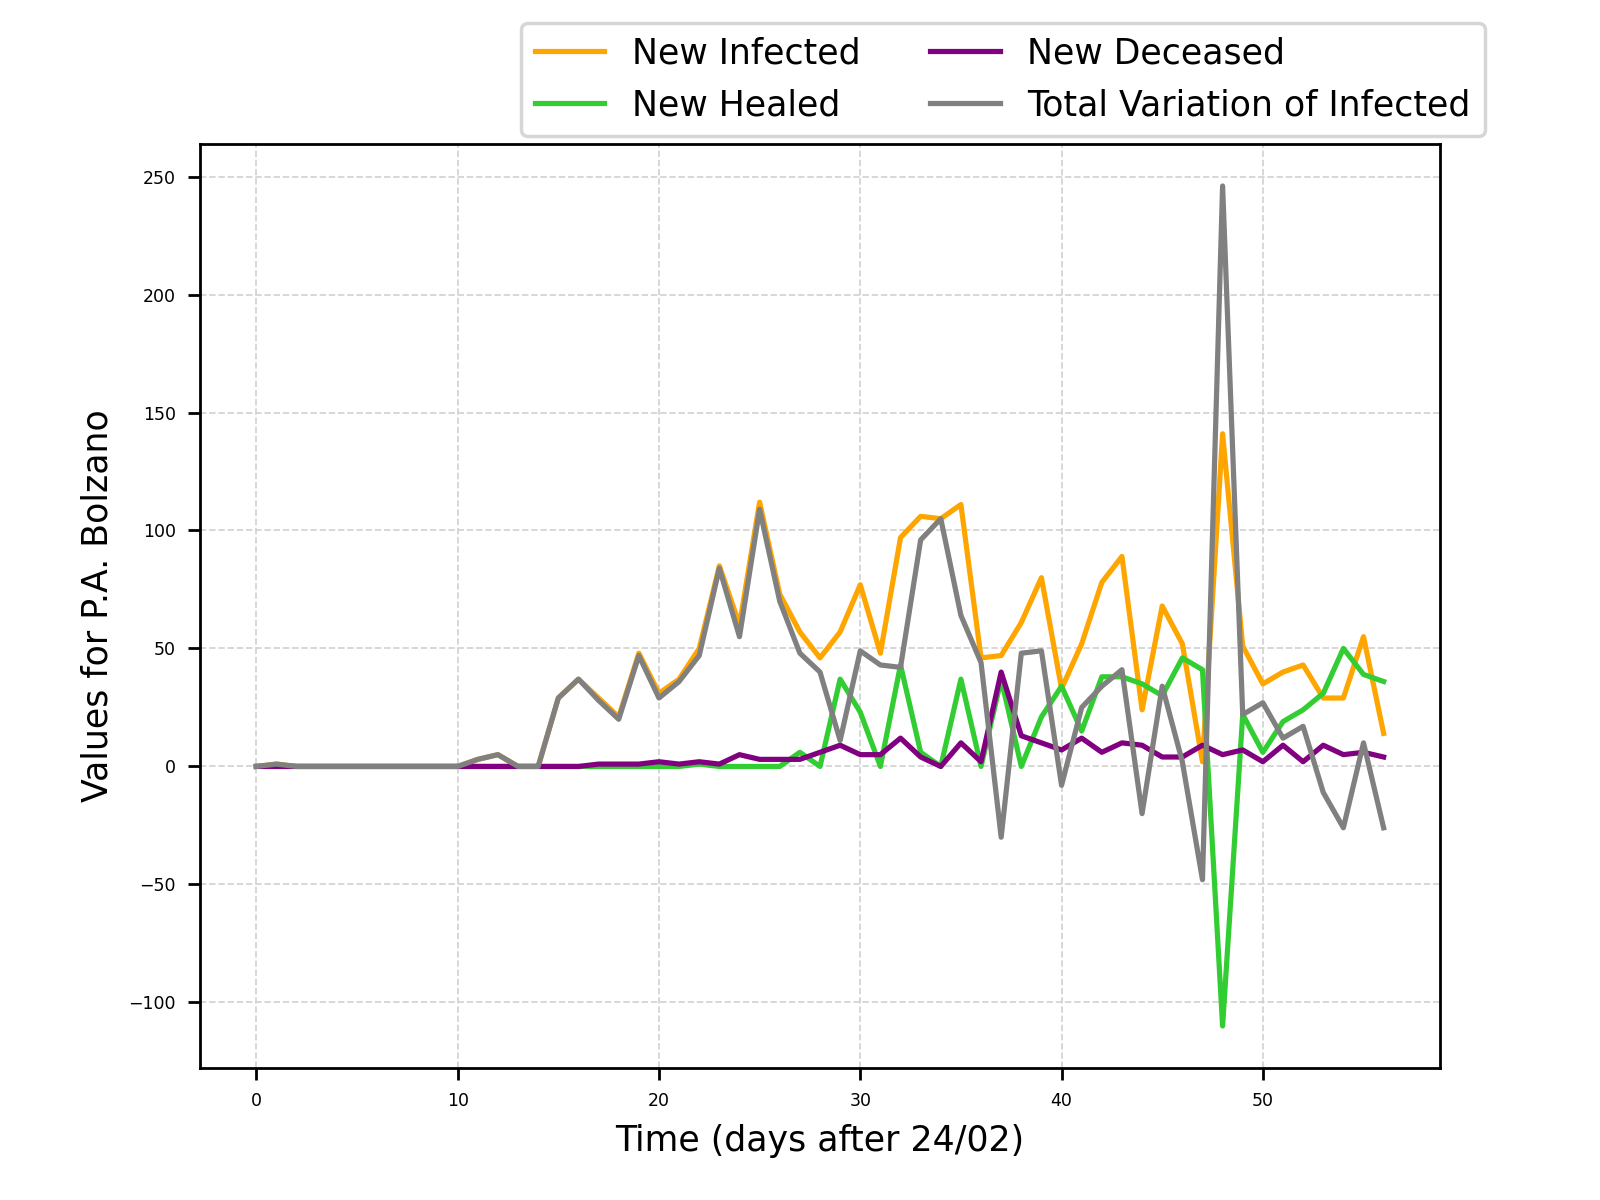 New Infected
New Healed
New Deceased
Total Variation of Infected
250
200
150
100
50
0
−50
−100
Values for P.A. Bolzano
0 10 20 30 40 50
Time (days after 24/02)